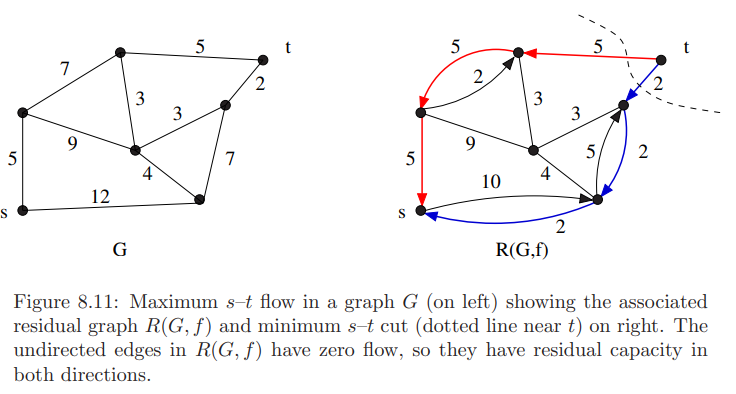 5
t
7
2
3
3
9
5
7
4
12
s
G
5
5
t
2
2
3
3
9
5
5
2
4
10
s
2
R(G,f)
Figure 8.11: Maximum s–t flow in a graph G (on left) showing the associated
residual graph R(G, f) and minimum s–t cut (dotted line near t) on right. The
undirected edges in R(G, f) have zero flow, so they have residual capacity in
both directions.